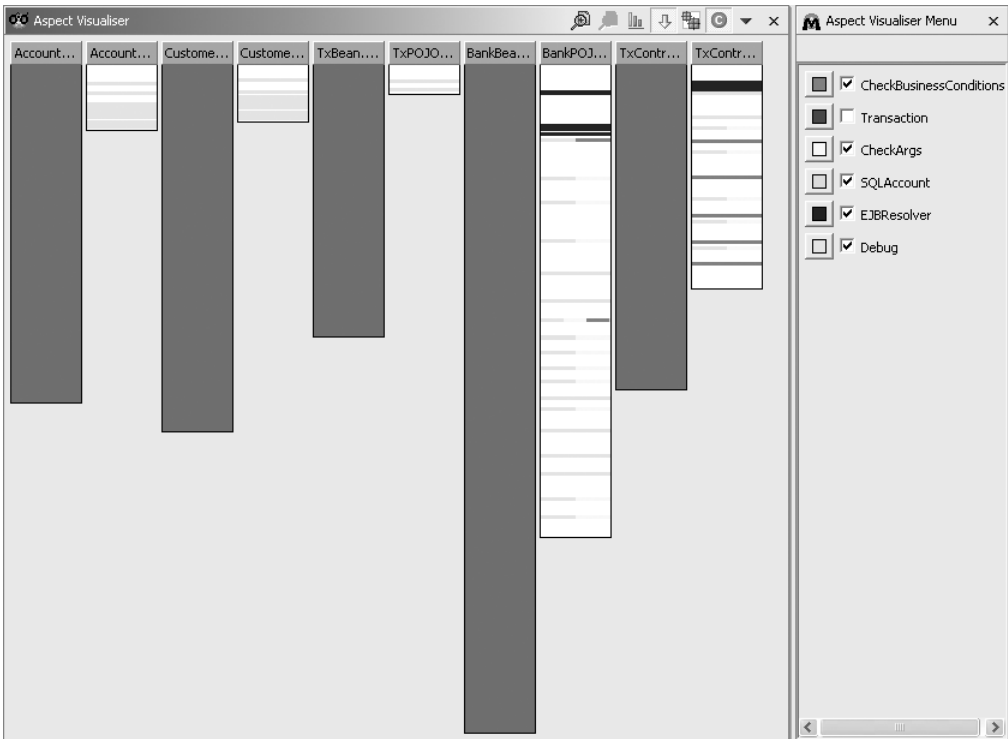 Aspect Visualiser
Account... Account... Custome... Custome... TxBean.... TxPOJO... BankBea... BankPOJ... TxContr... TxContr...
Aspect Visualiser Menu
CheckBusinessConditions
Transaction
CheckArgs
SQLAccount
EJBResolver
Debug